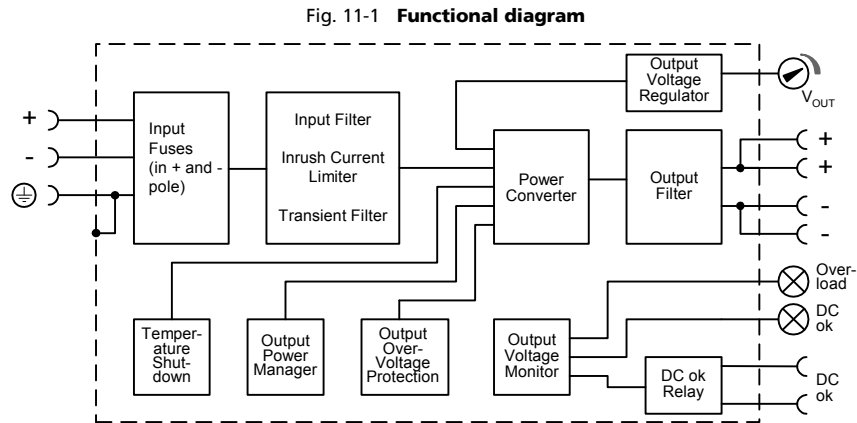 Fig. 11-1 Functional diagram
Output
Voltage
Regulator
V OUT
+
-
Input
Fuses
(in + and -
pole)
Input Filter
Inrush Current
Limiter
Transient Filter
Power
Converter
Output
Filter
+
+
-
-
Over-
load
DC
ok
Temper-
ature
Shut-
down
Output
Power
Manager
Output
Over-
Voltage
Protection
Output
Voltage
Monitor
DC ok
Relay
DC
ok